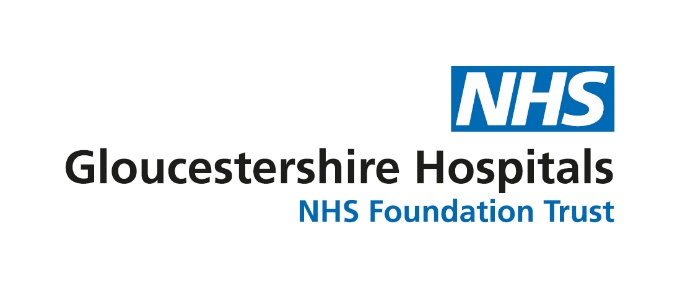 NHS
Gloucestershire Hospitals
NHS Foundation Trust